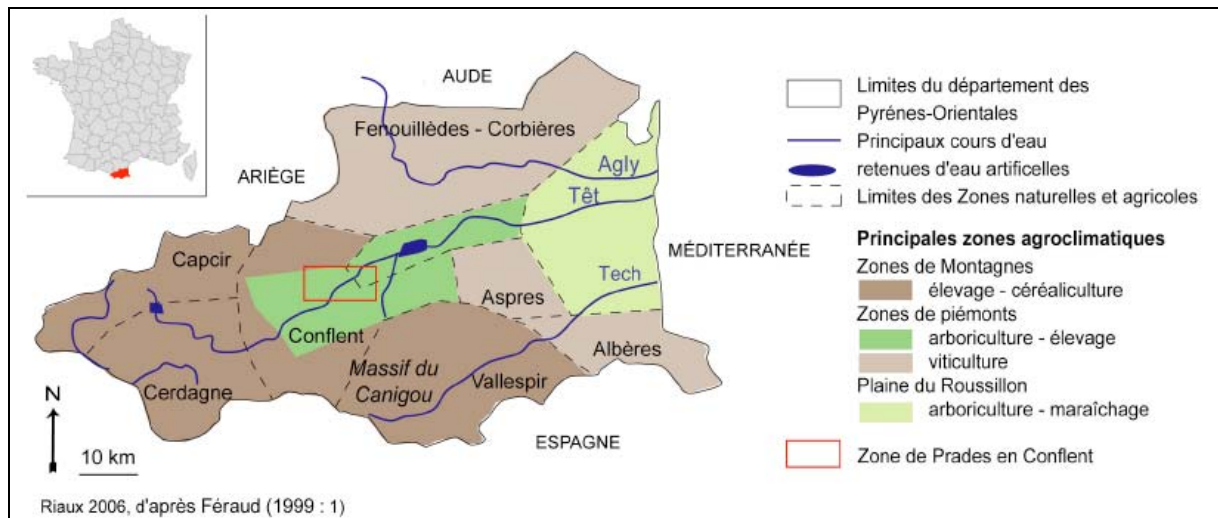 AUDE
Fenouillèdes - Corbières
ARIÈGE
Agly
Têt
Capcir
MÉDITERRANÉE
Tech
Aspres
Conflent
Albères
Massif du
Canigou
Vallespir
Cerdagne
N
ESPAGNE
10 km
Riaux 2006, d'après Féraud (1999 : 1)
Limites du département des
Pyrénes-Orientales
Principaux cours d'eau
retenues d'eau artificelles
Limites des Zones naturelles et agricoles
Principales zones agroclimatiques
Zones de Montagnes
élevage - céréaliculture
Zones de piémonts
arboriculture - élevage
viticulture
Plaine du Roussillon
arboriculture - maraîchage
Zone de Prades en Conflent